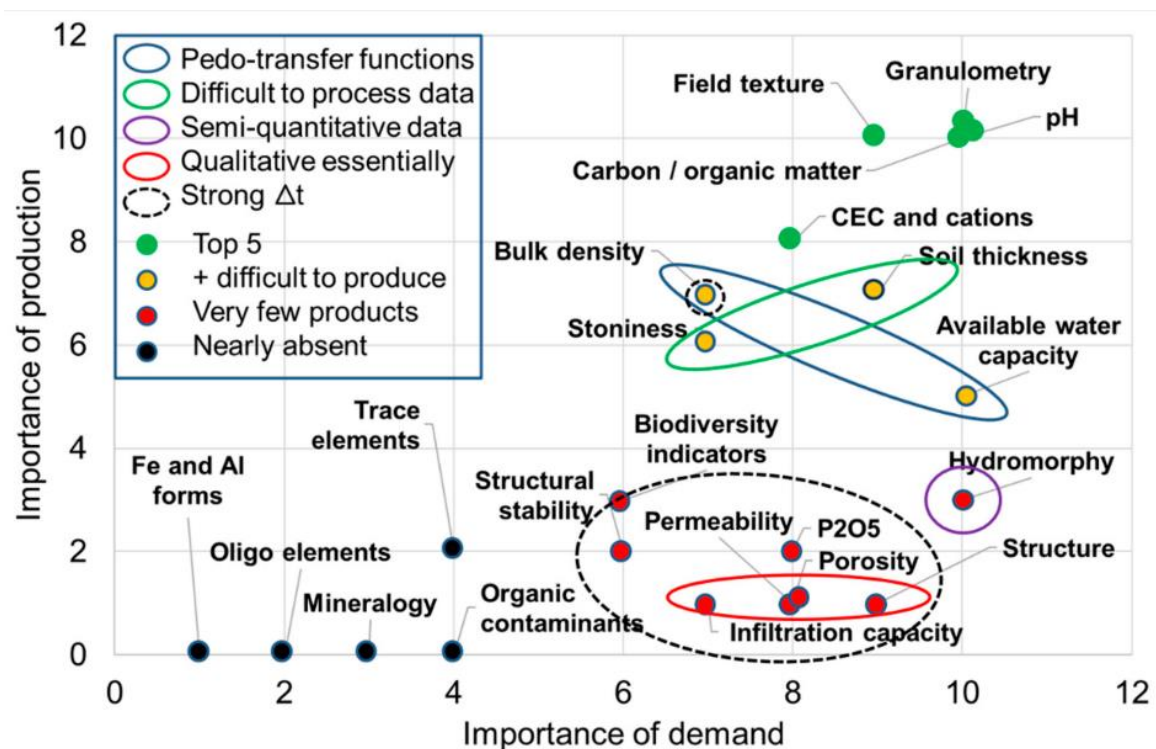 12
10
8
6
4
2
0
Importance of production
Pedo-transfer functions
Difficult to process data
Semi-quantitative data
Qualitative essentially
Strong Δt
Top 5
+ difficult to produce
Very few products
Nearly absent
Granulometry
Field texture
pH
Carbon / organic matter
CEC and cations
Bulk density
Soil thickness
Stoniness
Available water
capacity
Trace
elements
Biodiversity
indicators
Fe and Al
forms
Structural
stability
Hydromorphy
Permeability
P2O5
Oligo elements
Porosity
Structure
Mineralogy
Organic
contaminants
Infiltration capacity
0
2
4
6
8
10
12
Importance of demand